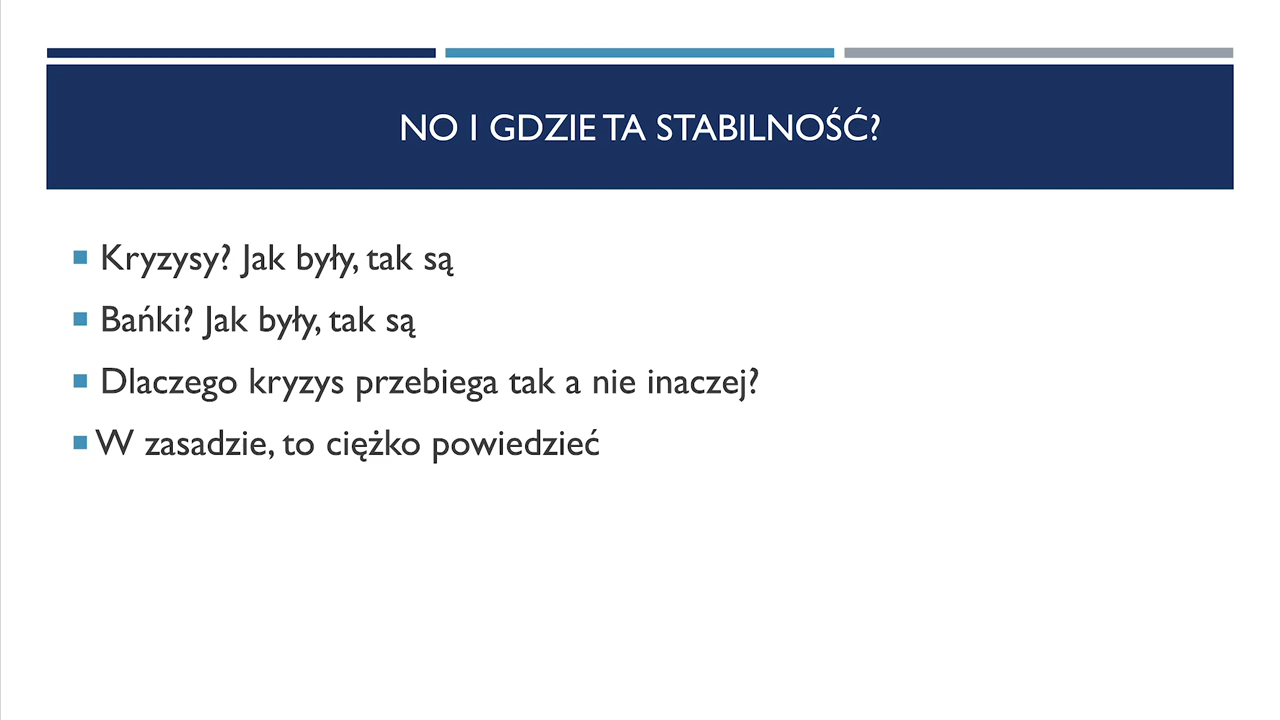 NO I GDZIE TA STABILNOŚĆ?
Kryzysy? Jak były, tak są
Bańki? Jak były, tak są
Dlaczego kryzys przebiega tak a nie inaczej?
W zasadzie, to ciężko powiedzieć